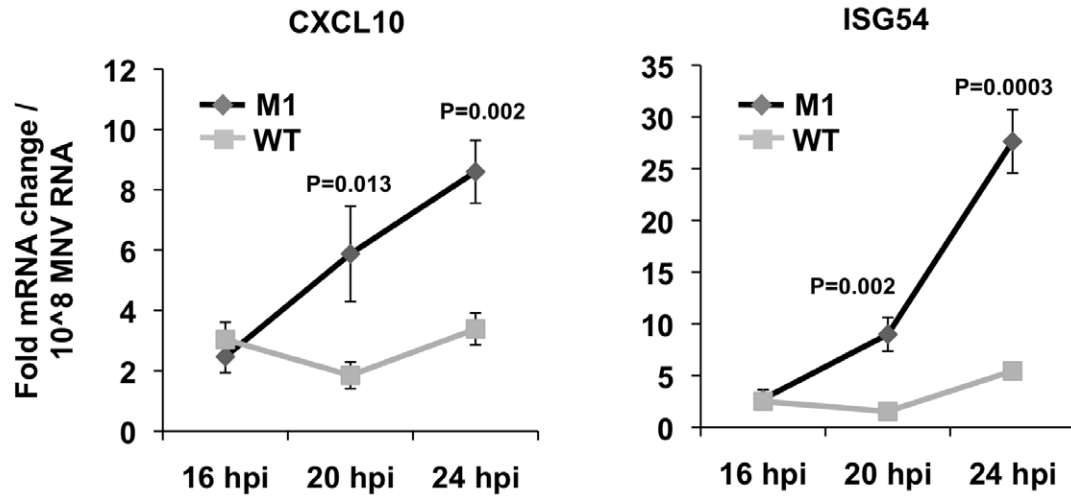 CXCL10
Fold mRNA change /
10^8 MNV RNA
12
10
8
6
4
2
0
M1
WT
P=0.013
P=0.002
16 hpi
20 hpi
24 hpi
ISG54
35
30
25
20
15
10
5
0
M1
WT
P=0.002
P=0.0003
16 hpi
20 hpi
24 hpi